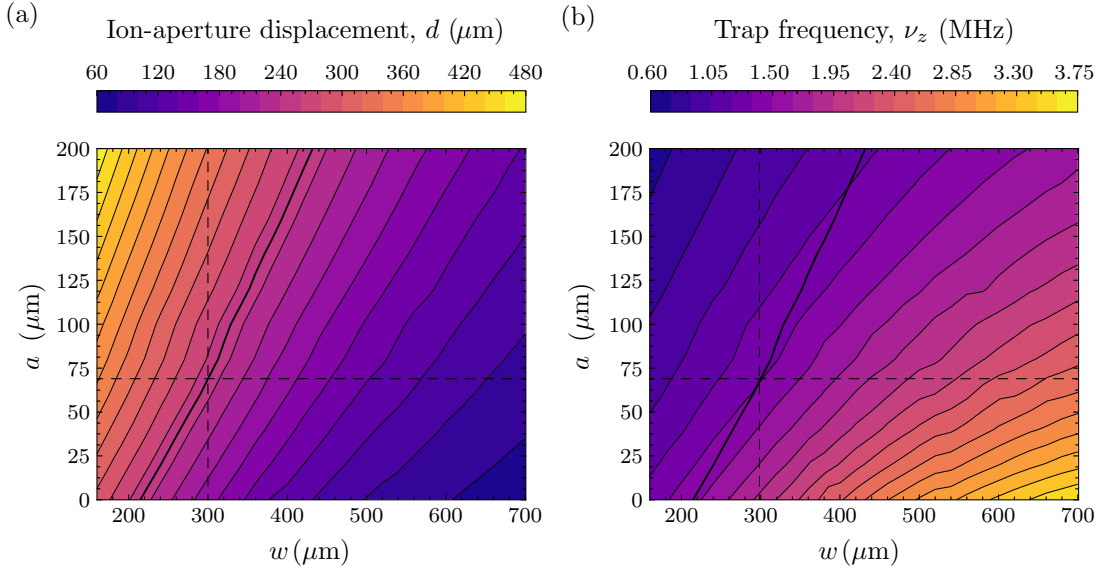 (a)
Ion-aperture displacement, d (μm)
60 120 180 240 300 360 420 480
200
175
150
125
100
75
50
25
0
a (μm)
200 300 400 500 600 700
w (μm)
(b)
Trap frequency, νz (MHz)
0.60 1.05 1.50 1.95 2.40 2.85 3.30 3.75
200
175
150
125
100
75
50
25
0
a (μm)
200 300 400 500 600 700
w (μm)